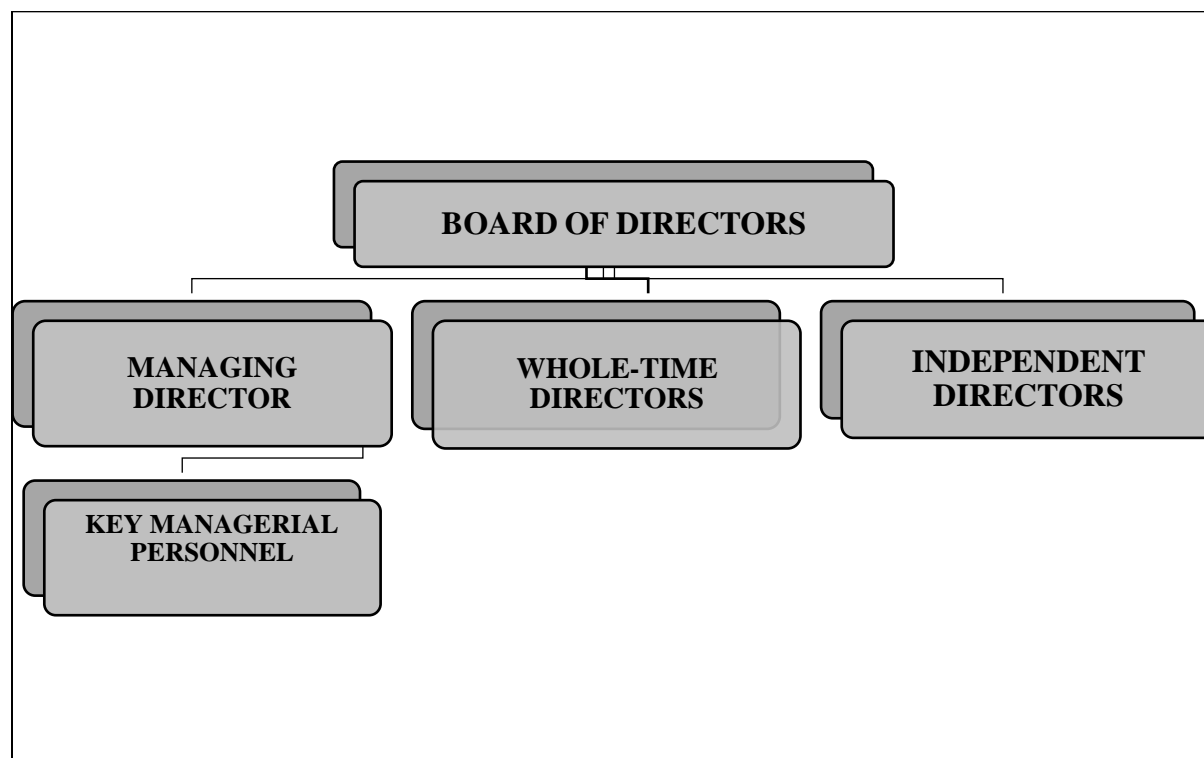 BOARD OF DIRECTORS
MANAGING
DIRECTOR
WHOLE-TIME
DIRECTORS
INDEPENDENT
DIRECTORS
KEY MANAGERIAL
PERSONNEL